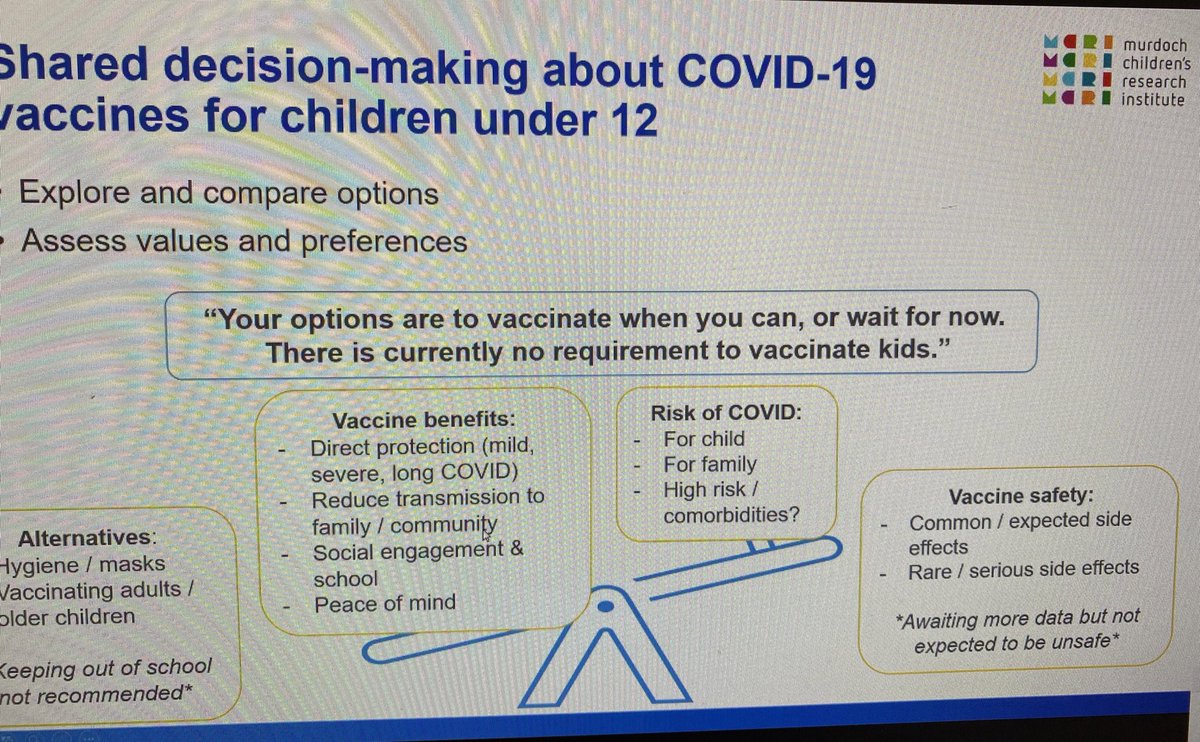 Shared decision-making about COVID-19
vaccines for children under 12
murdoch
children's
research
institute
MCRI
MCRI
MCRI
MCRI
• Explore and compare options
• Assess values and preferences
“Your options are to vaccinate when you can, or wait for now.
There is currently no requirement to vaccinate kids.”
Alternatives:
Hygiene / masks
Vaccinating adults /
older children
Keeping out of school
not recommended*
Vaccine benefits:
- Direct protection (mild,
severe, long COVID)
- Reduce transmission to
family / community
- Social engagement &
school
- Peace of mind
Risk of COVID:
- For child
- For family
- High risk /
comorbidities?
Vaccine safety:
- Common / expected side
effects
- Rare / serious side effects
*Awaiting more data but not
expected to be unsafe*